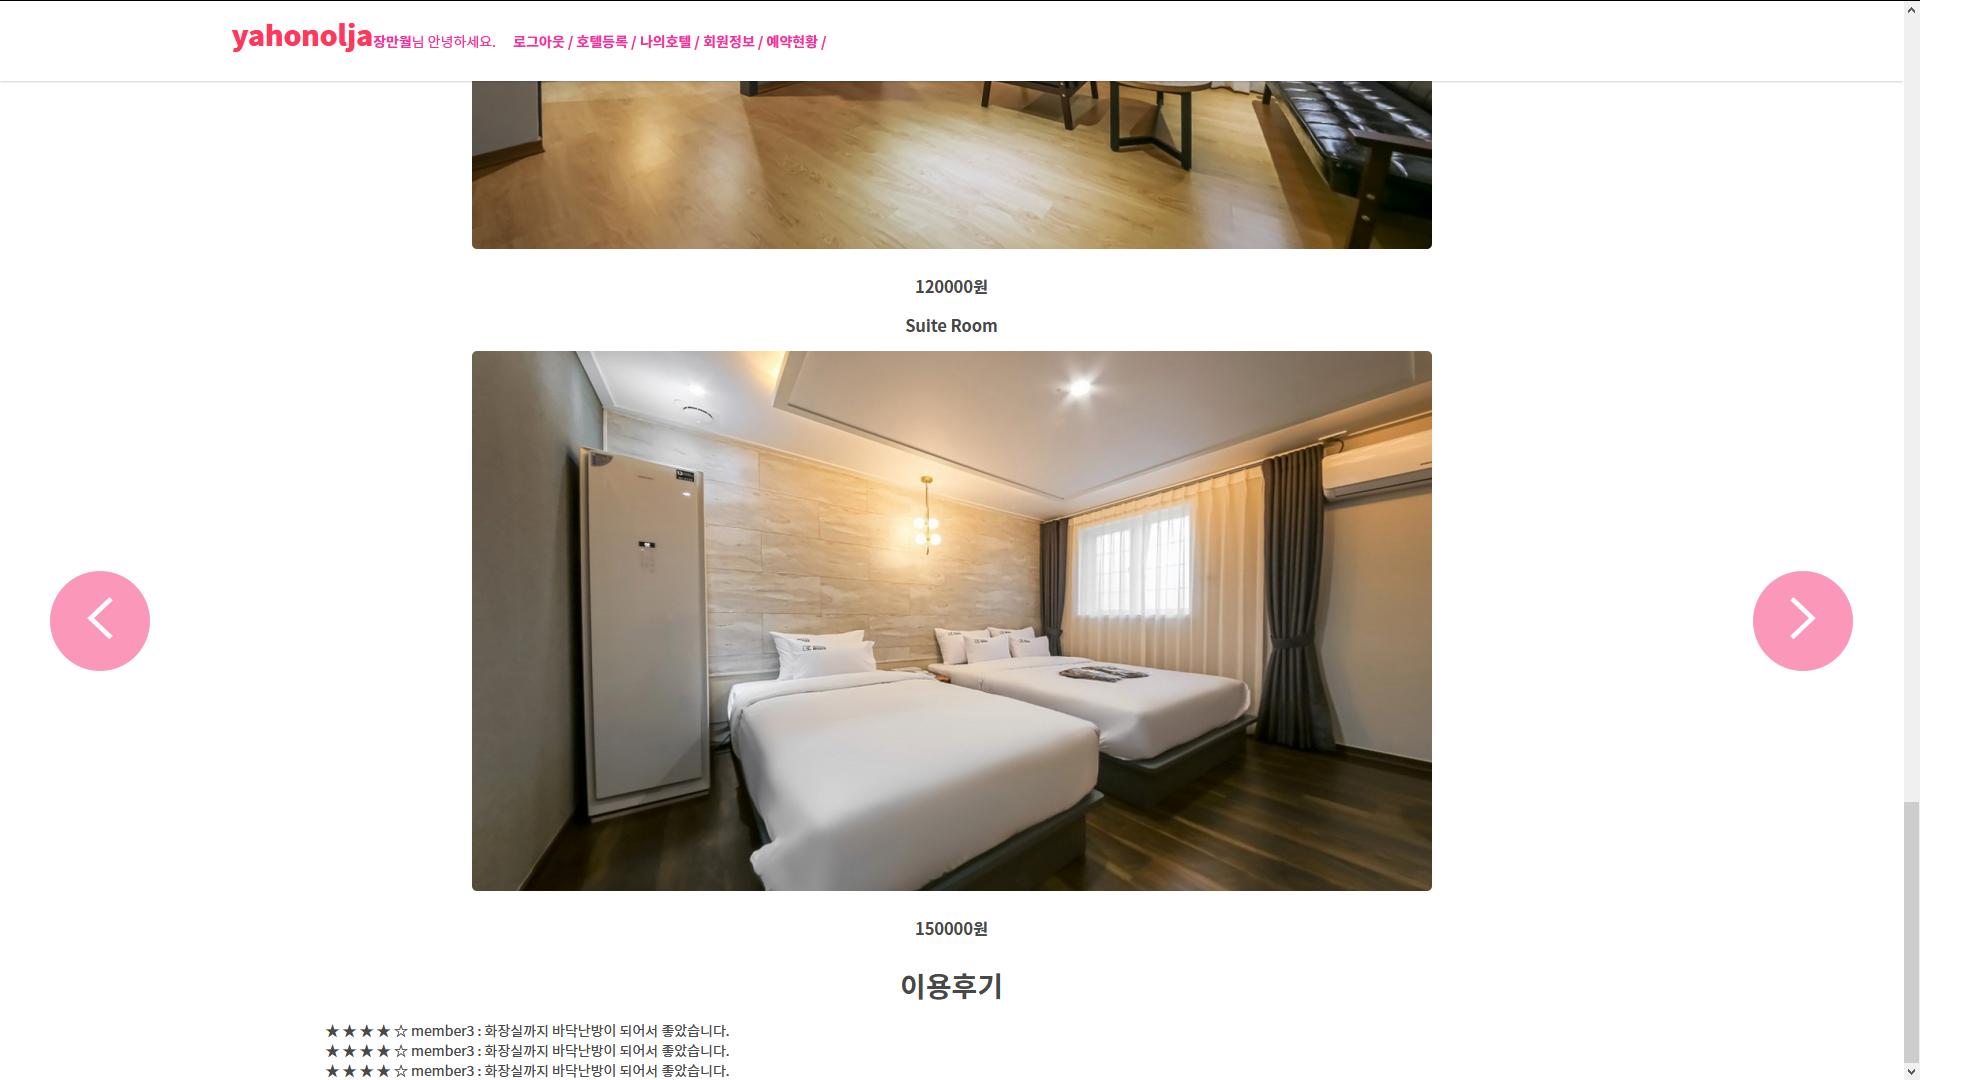 yahonolja장만월님 안녕하세요. 로그아웃 / 호텔등록 / 나의호텔 / 회원정보 / 예약현황 /
120000원
Suite Room
150000원
이용후기
★★★★☆ member3 : 화장실까지 바닥난방이 되어서 좋았습니다.
★★★★☆ member3 : 화장실까지 바닥난방이 되어서 좋았습니다.
★★★★☆ member3 : 화장실까지 바닥난방이 되어서 좋았습니다.